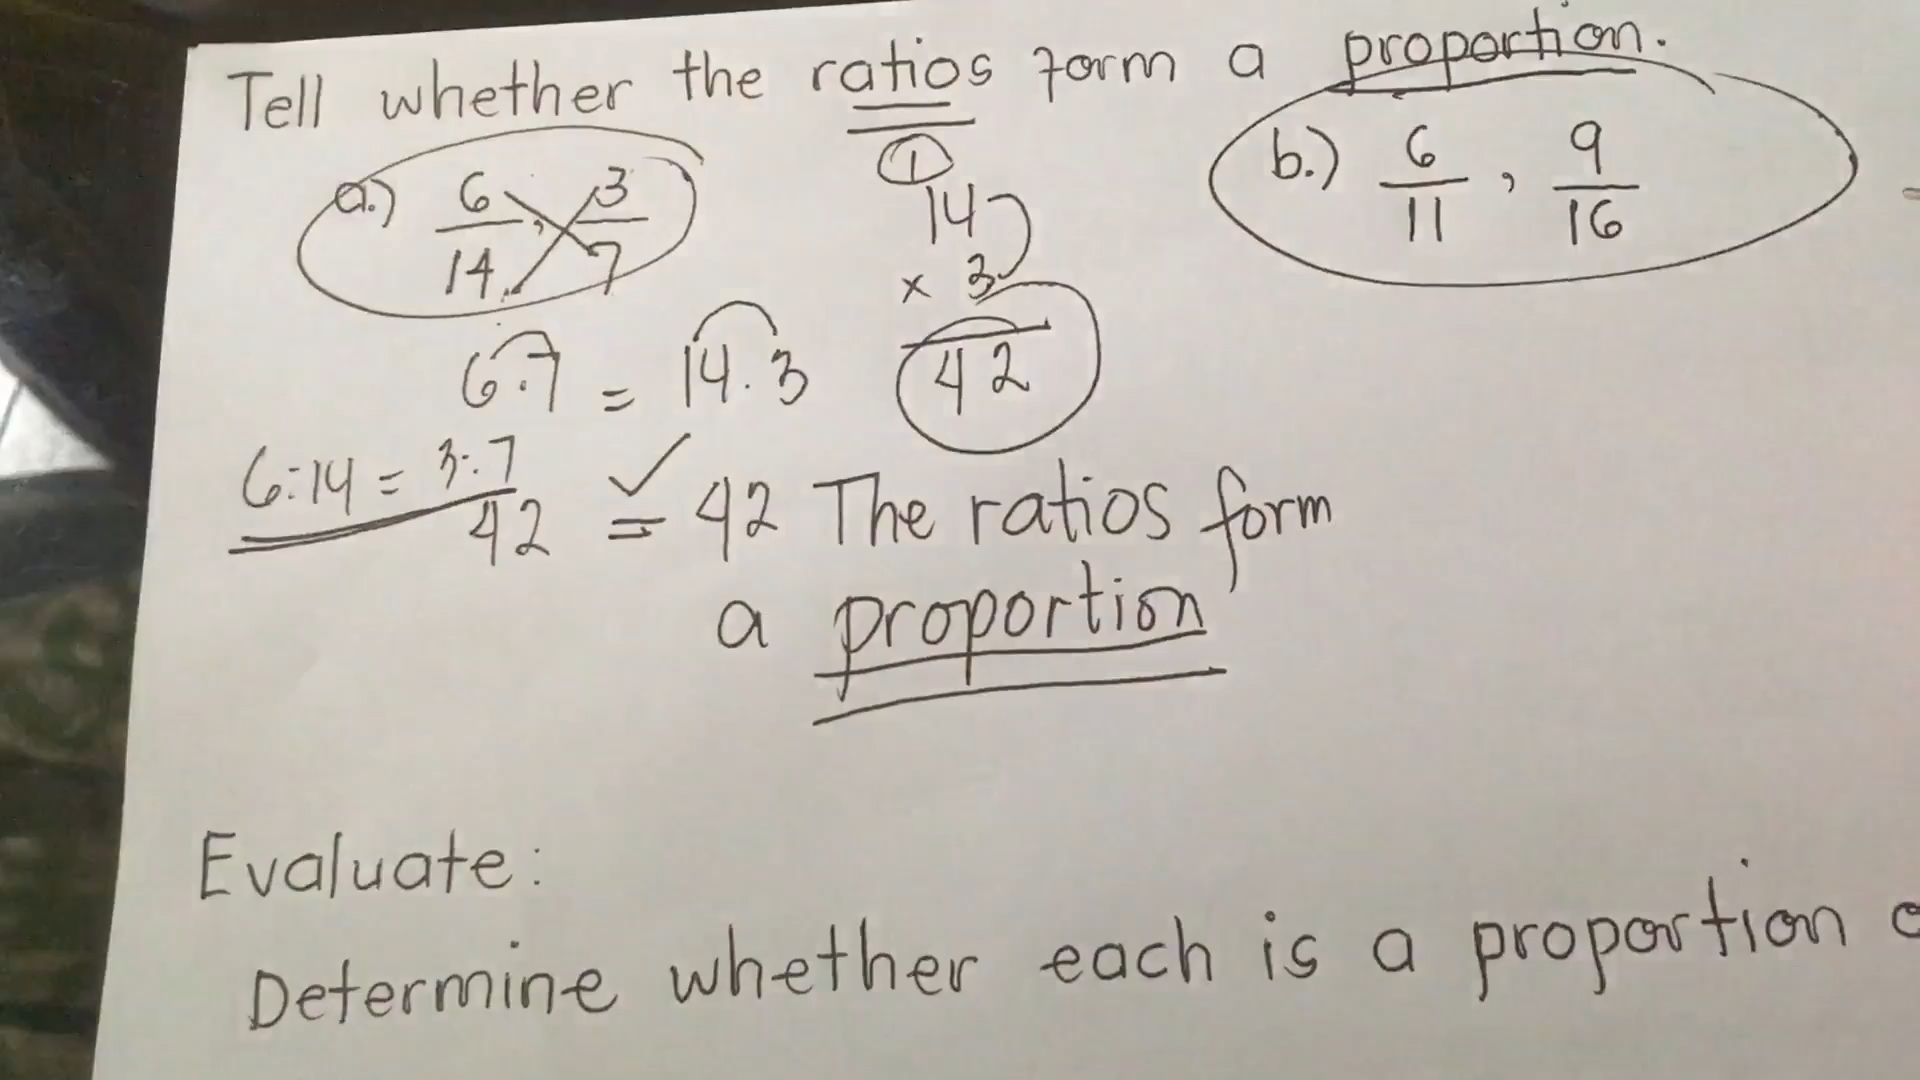 Tell whether the ratios form a proportion.
a.) 6/14, 3/7
1
14
x 3
42
b.) 6/11, 9/16
6.7 = 14.3
6:14 = 3:7
42 = 42 The ratios form
a proportion
Evaluate:
Determine whether each is a proportion